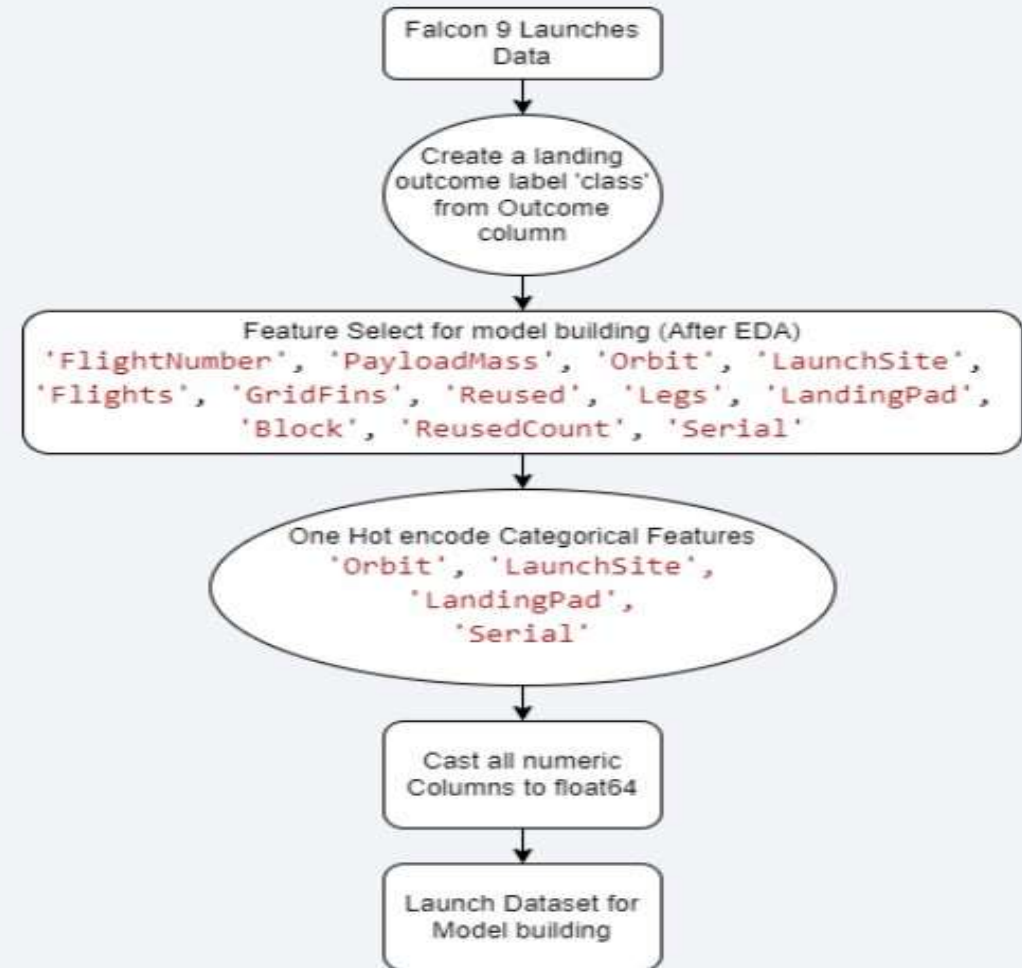 Falcon 9 Launches
Data
Create a landing
outcome label 'class'
from Outcome
column
Feature Select for model building (After EDA)
'FlightNumber', 'PayloadMass', 'Orbit', 'LaunchSite',
'Flights', 'GridFins', 'Reused', 'Legs', 'LandingPad',
'Block', 'ReusedCount', 'Serial'
One Hot encode Categorical Features
'Orbit', 'LaunchSite',
'LandingPad',
'Serial'
Cast all numeric
Columns to float64
Launch Dataset for
Model building